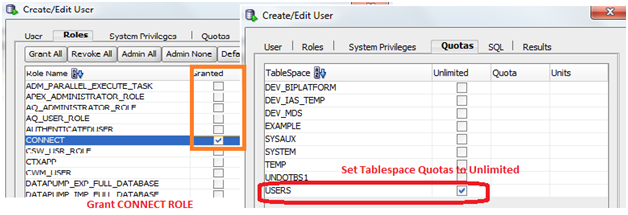 Create/Edit User
User Roles System Privileges Quotas
Grant All Revoke All Admin All Admin None Defa
Role Name Granted
ADM_PARALLEL_EXECUTE_TASK
APEX_ADMINISTRATOR_ROLE
AQ_ADMINISTRATOR_ROLE
AQ_USER_ROLE
AUTHENTICATEDUSER
CONNECT
CSW_USR_ROLE
CTXAPP
CWM_USER
DATAPUMP_EXP_FULL_DATABASE
DATAPUMP_IMP_FULL_DATABASE
Grant CONNECT ROLE
Create/Edit User
User Roles System Privileges Quotas SQL Results
TableSpace Unlimited Quota Units
DEV_BIPLATFORM
DEV_IAS_TEMP
DEV_MDS
EXAMPLE
SYSAUX
SYSTEM
TEMP
Set Tablespace Quotas to Unlimited
UNDOTBS1
USERS